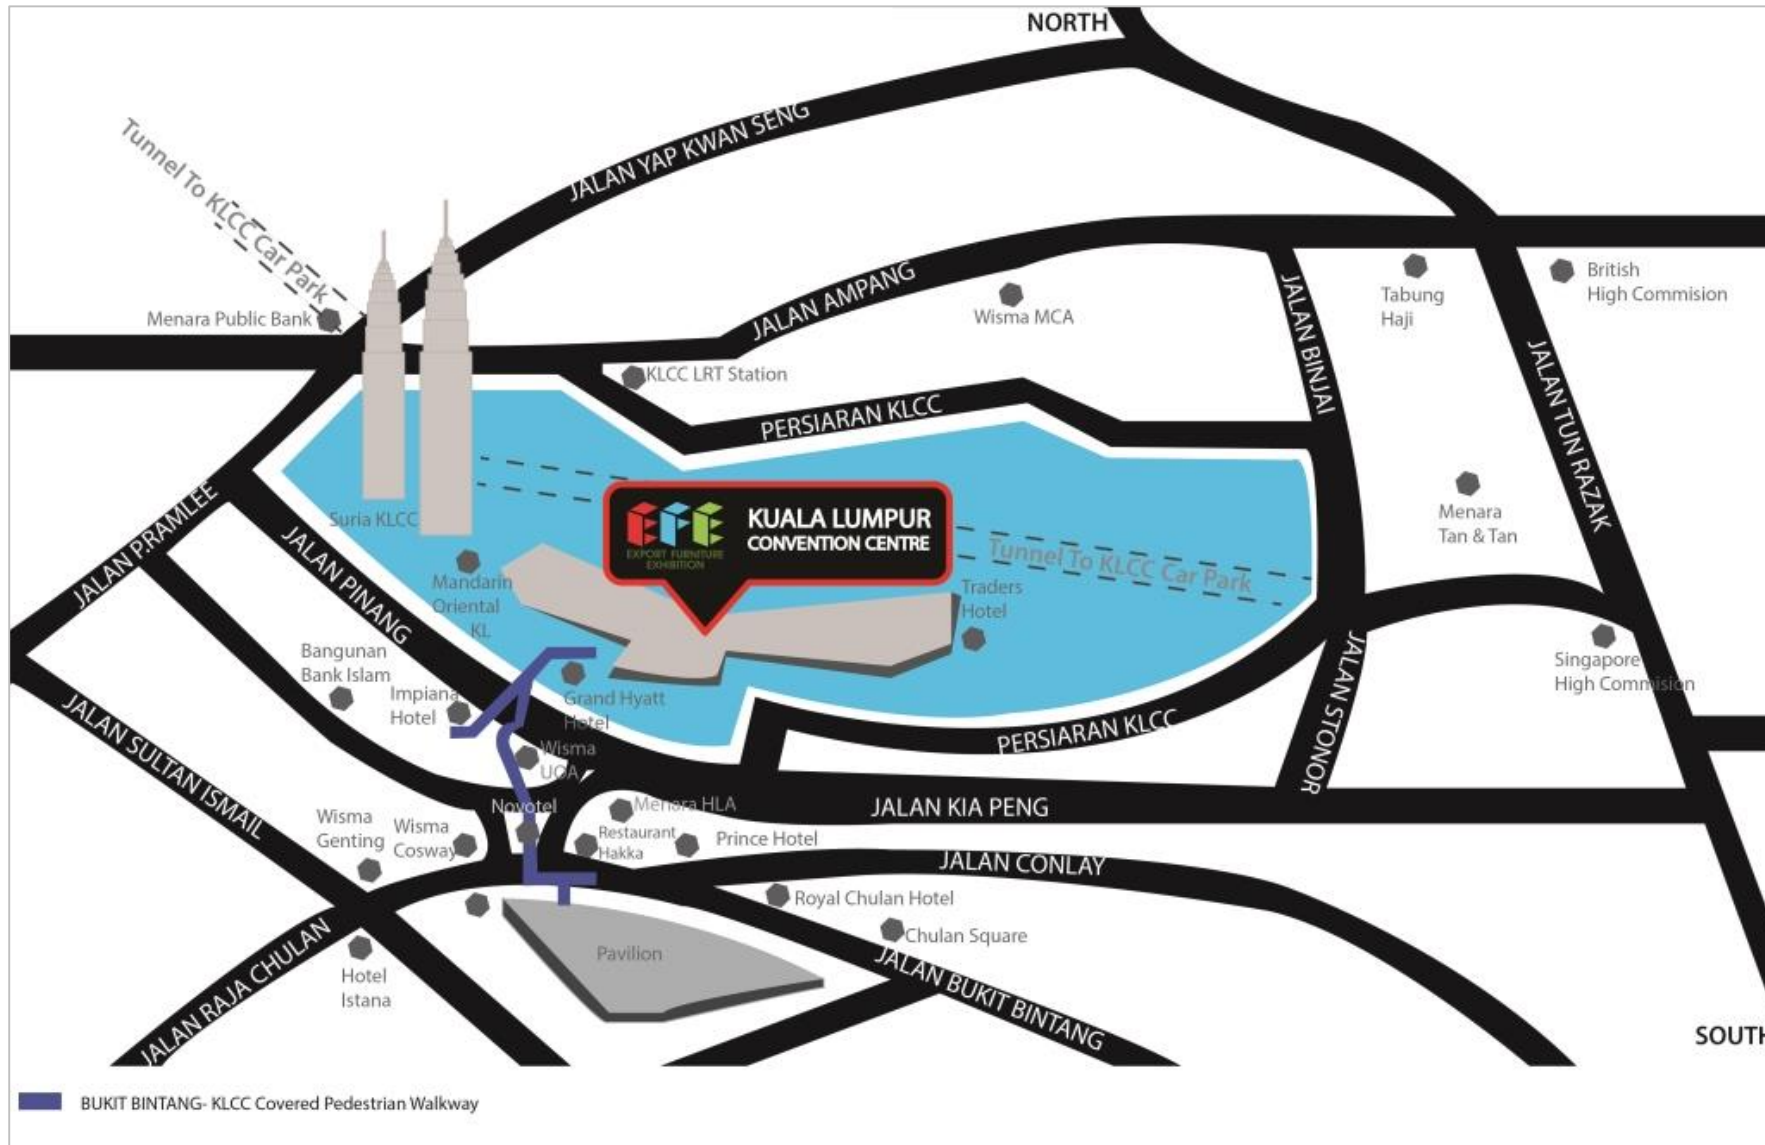 NORTH
JALAN YAP KWAN SENG
Tunnel To KLCC Car Park
Menara Public Bank
JALAN AMPANG
Wisma MCA
Tabung
Haji
British
High Commision
KLCC LRT Station
PERSIARAN KLCC
JALAN BINJAI
JALAN TUN RAZAK
JALAN P.RAMLEE
Suria KLCC
EFE
EXPORT FURNITURE
EXHIBITION
KUALA LUMPUR
CONVENTION CENTRE
Menara
Tan & Tan
JALAN PINANG
Mandarin
Oriental
KL
Tunnel To KLCC Car Park
Traders
Hotel
Bangunan
Bank Islam
Impiana
Hotel
Grand Hyatt
Hotel
Singapore
High Commision
JALAN STONOR
PERSIARAN KLCC
JALAN SULTAN ISMAIL
Wisma
UOA
Novotel
Menara HLA
JALAN KIA PENG
Wisma
Genting
Wisma
Cosway
Restaurant
Hakka
Prince Hotel
JALAN CONLAY
Royal Chulan Hotel
Chulan Square
Pavilion
JALAN RAJA CHULAN
Hotel
Istana
JALAN BUKIT BINTANG
SOUTH
BUKIT BINTANG- KLCC Covered Pedestrian Walkway